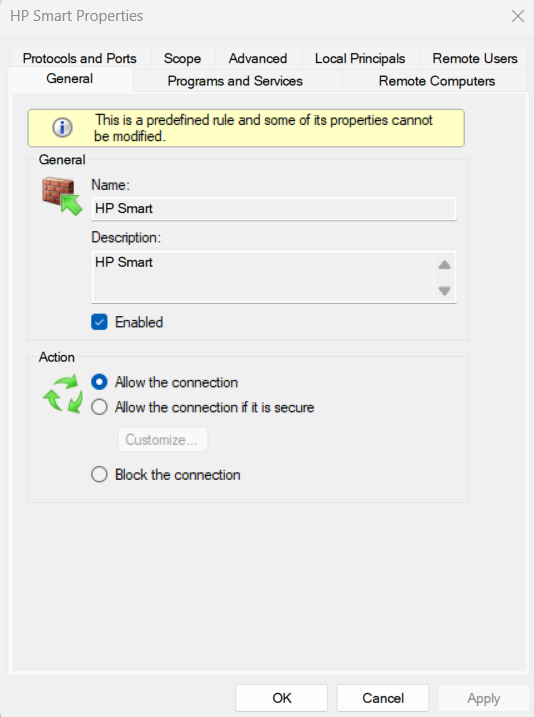 HP Smart Properties
Protocols and Ports
Scope
Advanced
Local Principals
Remote Users
General
Programs and Services
Remote Computers
This is a predefined rule and some of its properties cannot
be modified.
General
Name:
HP Smart
Description:
HP Smart
Enabled
Action
Allow the connection
Allow the connection if it is secure
Customize...
Block the connection
OK
Cancel
Apply